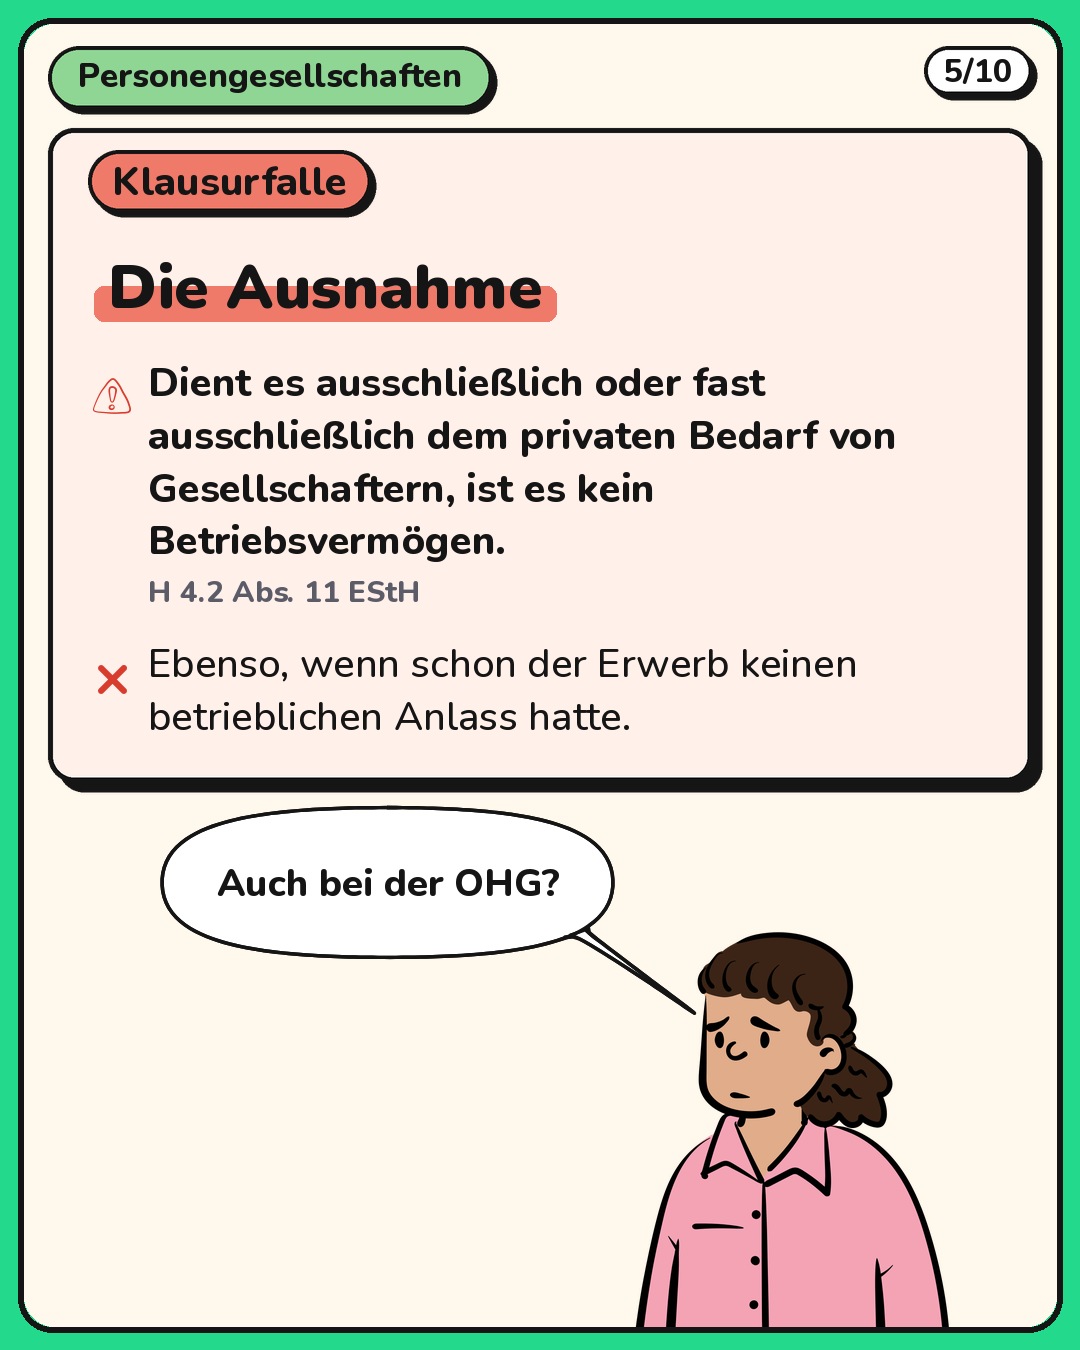 Personengesellschaften
5/10
Klausurfalle
Die Ausnahme
Dient es ausschließlich oder fast
ausschließlich dem privaten Bedarf von
Gesellschaftern, ist es kein
Betriebsvermögen.
H 4.2 Abs. 11 EStH
Ebenso, wenn schon der Erwerb keinen
betrieblichen Anlass hatte.
Auch bei der OHG?